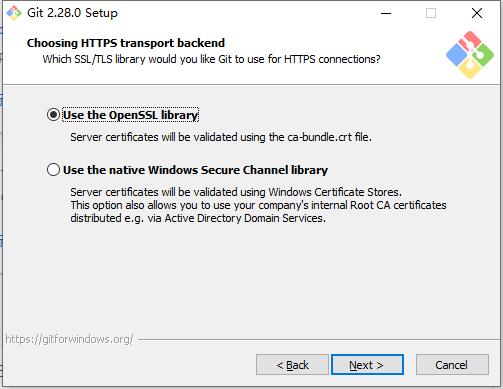 Git 2.28.0 Setup
Choosing HTTPS transport backend
Which SSL/TLS library would you like Git to use for HTTPS connections?
Use the OpenSSL library
Server certificates will be validated using the ca-bundle.crt file.
Use the native Windows Secure Channel library
Server certificates will be validated using Windows Certificate Stores.
This option also allows you to use your company's internal Root CA certificates
distributed e.g. via Active Directory Domain Services.
https://gitforwindows.org/
< Back
Next >
Cancel